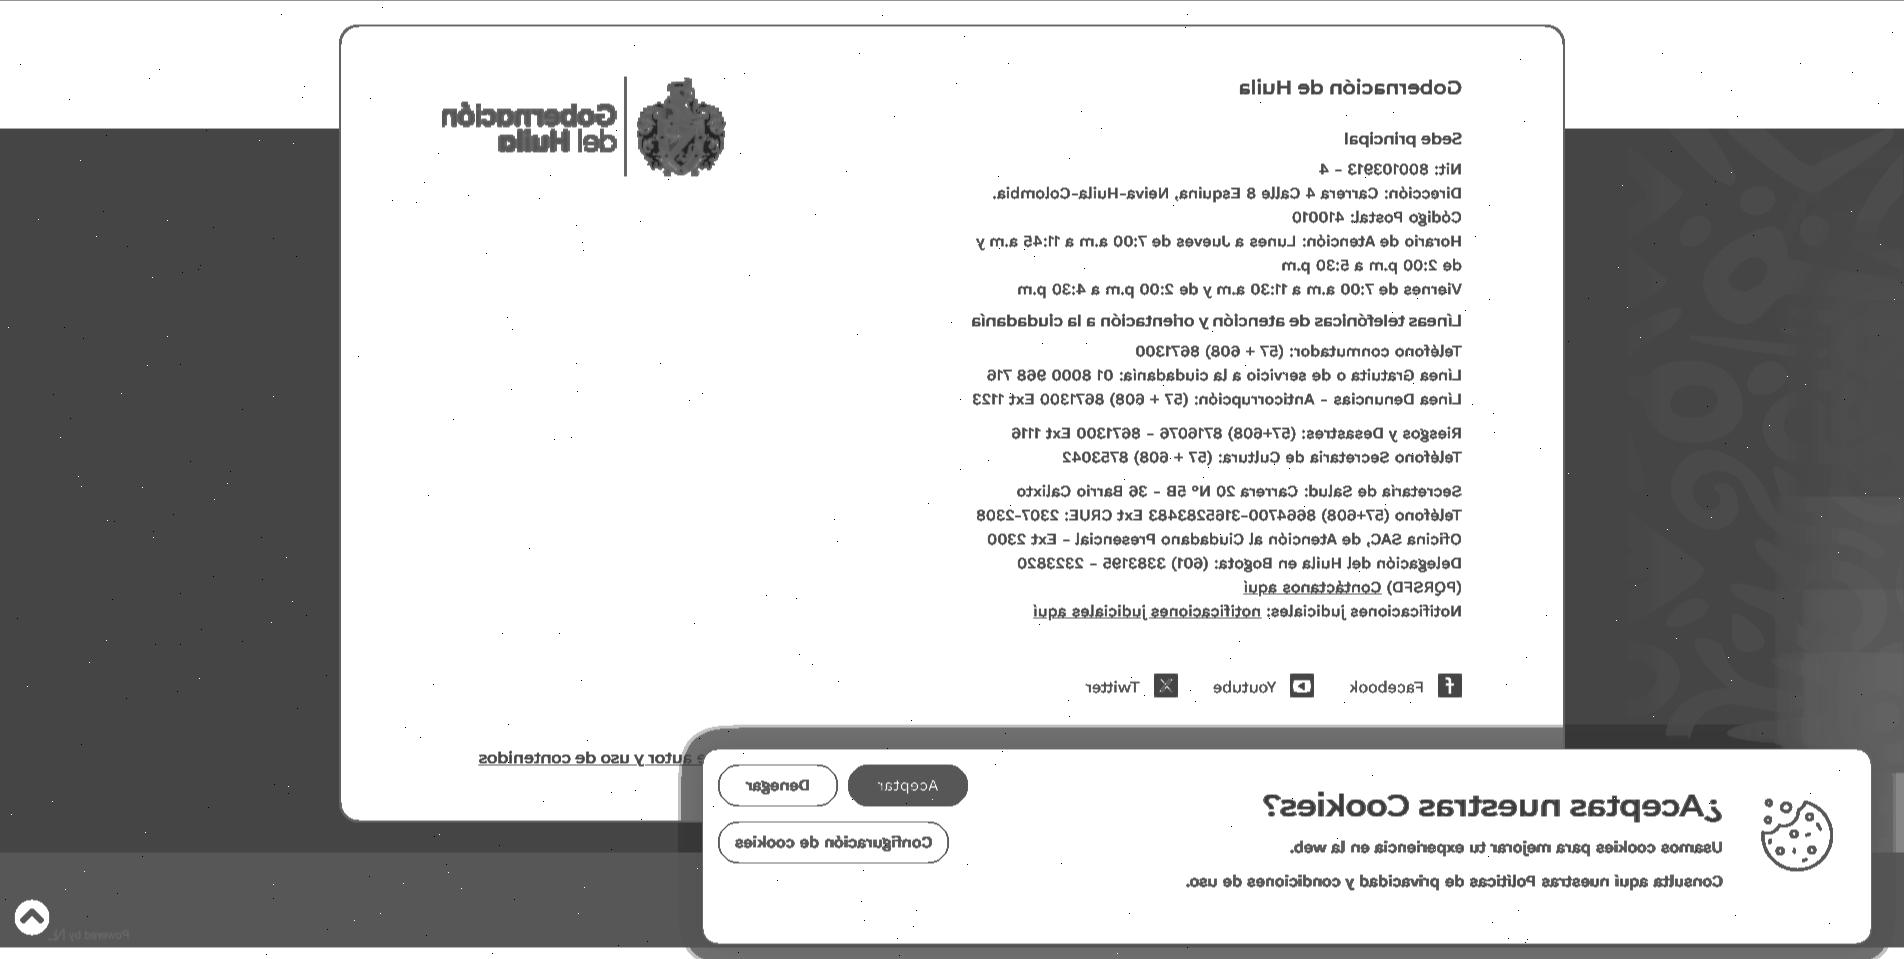 Gobernación de Huila
Gobernación
del Huila
Sede principal
Nit: 800103913 - 4
Dirección: Carrera 4 Calle 8 Esquina, Neiva-Huila-Colombia.
Código Postal: 410010
Horario de Atención: Lunes a Jueves de 7:00 a.m a 11:45 a.m y
de 2:00 p.m a 5:30 p.m
Viernes de 7:00 a.m a 11:30 a.m y de 2:00 p.m a 4:30 p.m
Líneas telefónicas de atención y orientación a la ciudadanía
Teléfono conmutador: (57 + 608) 8671300
Línea Gratuita o de servicio a la ciudadanía: 01 8000 968 716
Línea Denuncias - Anticorrupción: (57 + 608) 8671300 Ext 1123
Riesgos y Desastres: (57+608) 8716076 - 8671300 Ext 1116
Teléfono Secretaria de Cultura: (57 + 608) 8753042
Secretaría de Salud: Carrera 20 Nº 5B - 36 Barrio Calixto
Teléfono (57+608) 8664700-3165283483 Ext CRUE: 2307-2308
Oficina SAC, de Atención al Ciudadano Presencial - Ext 2300
Delegación del Huila en Bogota: (601) 3383195 - 2323820
(PQRSFD) Contáctanos aquí
Notificaciones judiciales: notificaciones judiciales aquí
Facebook Youtube Twitter
autor y uso de contenidos
¿Aceptas nuestras Cookies?
Usamos cookies para mejorar tu experiencia en la web.
Consulta aquí nuestras Políticas de privacidad y condiciones de uso.
Aceptar Denegar
Configuración de cookies
Powered by